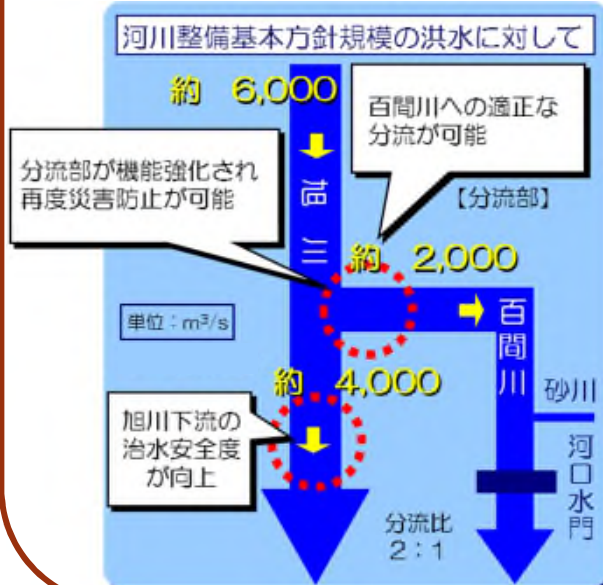 河川整備基本方針規模の洪水に対して
約 6,000
百間川への適正な
分流が可能
分流部が機能強化され
再度災害防止が可能
旭川
【分流部】
約 2,000
単位：m³/s
百間川
約 4,000
砂川
旭川下流の
治水安全度
が向上
河口水門
分流比
2：1